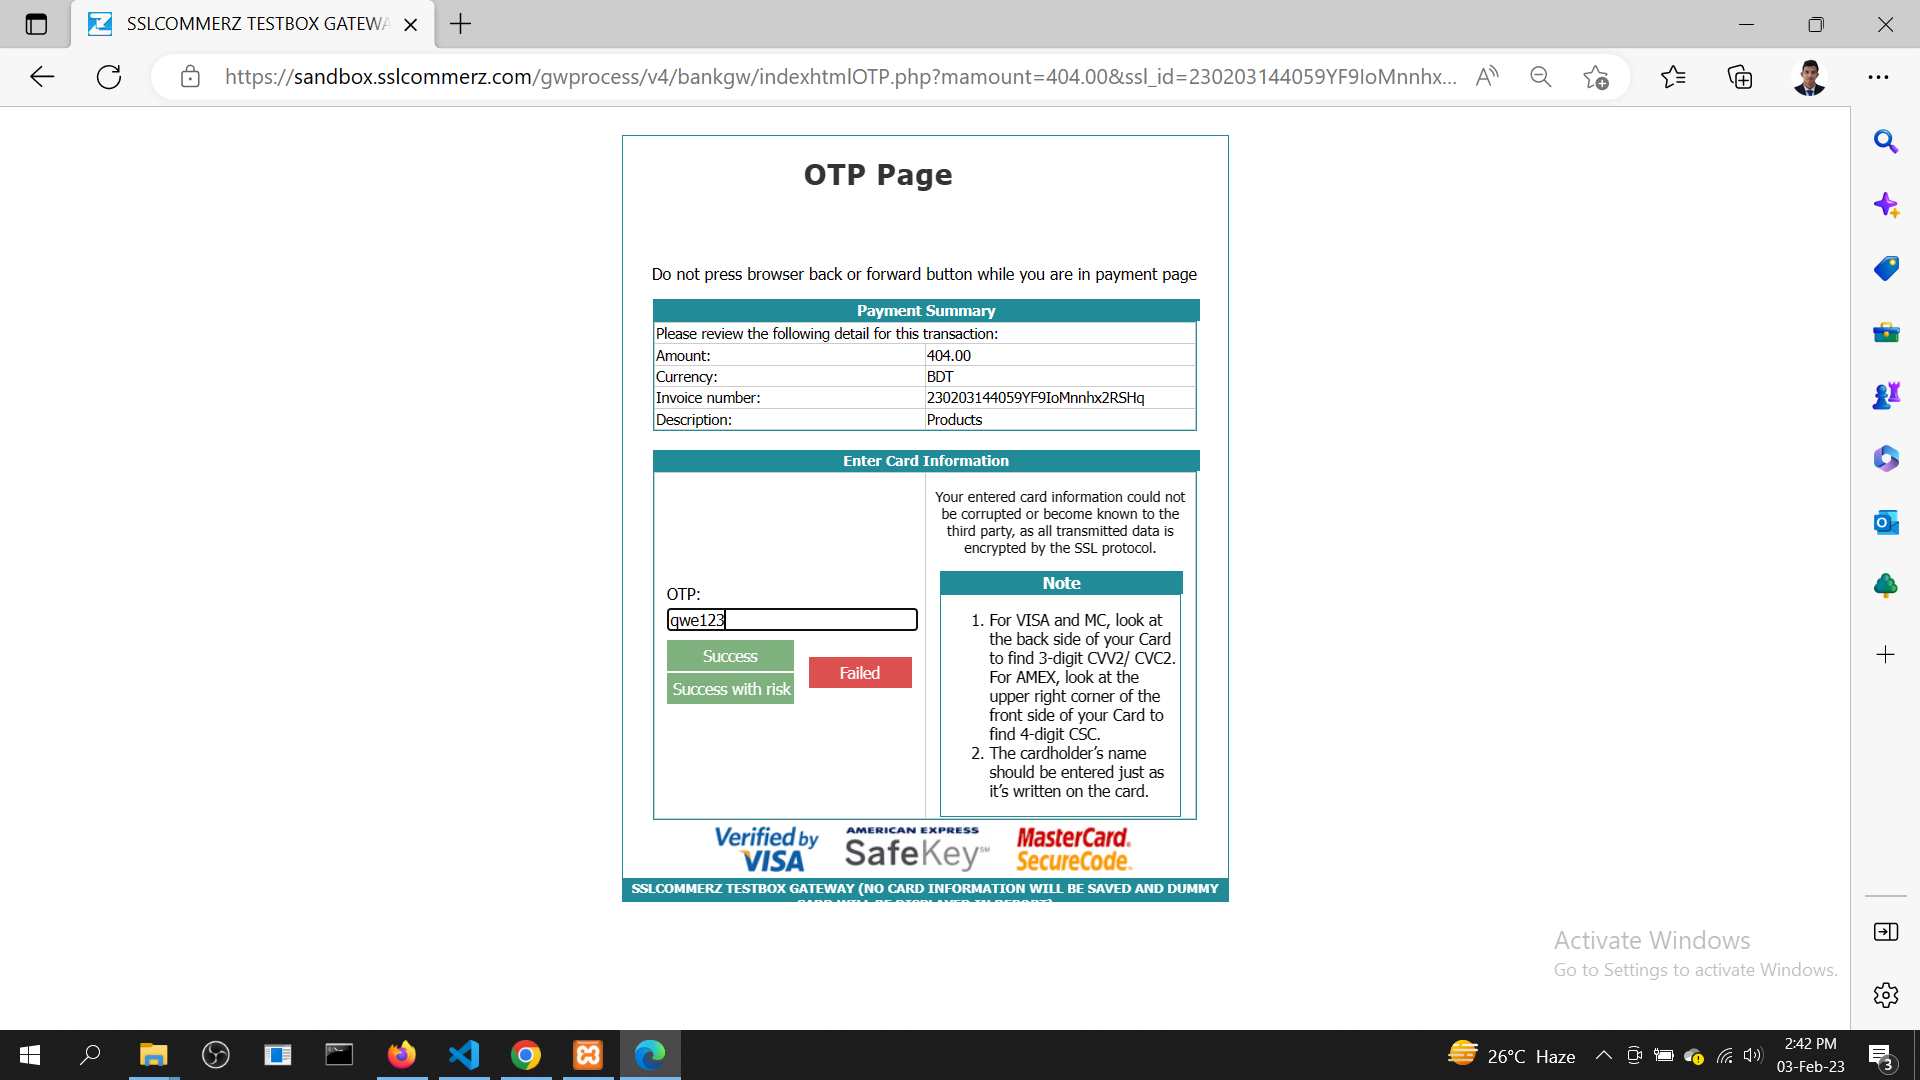 SSLCOMMERZ TESTBOX GATEWA
https://sandbox.sslcommerz.com/gwprocess/v4/bankgw/indexhtmlOTP.php?mamount=404.00&ssl_id=230203144059YF9IoMnnhx...
OTP Page
Do not press browser back or forward button while you are in payment page
Payment Summary
Please review the following detail for this transaction:
Amount: 404.00
Currency: BDT
Invoice number: 230203144059YF9IoMnnhx2RSHq
Description: Products
Enter Card Information
Your entered card information could not
be corrupted or become known to the
third party, as all transmitted data is
encrypted by the SSL protocol.
OTP:
qwe123
Success
Success with risk
Failed
Note
1. For VISA and MC, look at
the back side of your Card
to find 3-digit CVV2/ CVC2.
For AMEX, look at the
upper right corner of the
front side of your Card to
find 4-digit CSC.
2. The cardholder's name
should be entered just as
it's written on the card.
Verified by
VISA
AMERICAN EXPRESS
SafeKey SM
MasterCard.
SecureCode.
SSLCOMMERZ TESTBOX GATEWAY (NO CARD INFORMATION WILL BE SAVED AND DUMMY
CARD WILL BE DISPLAYED IN REPORT)
Activate Windows
Go to Settings to activate Windows.
26°C Haze
2:42 PM
03-Feb-23
3